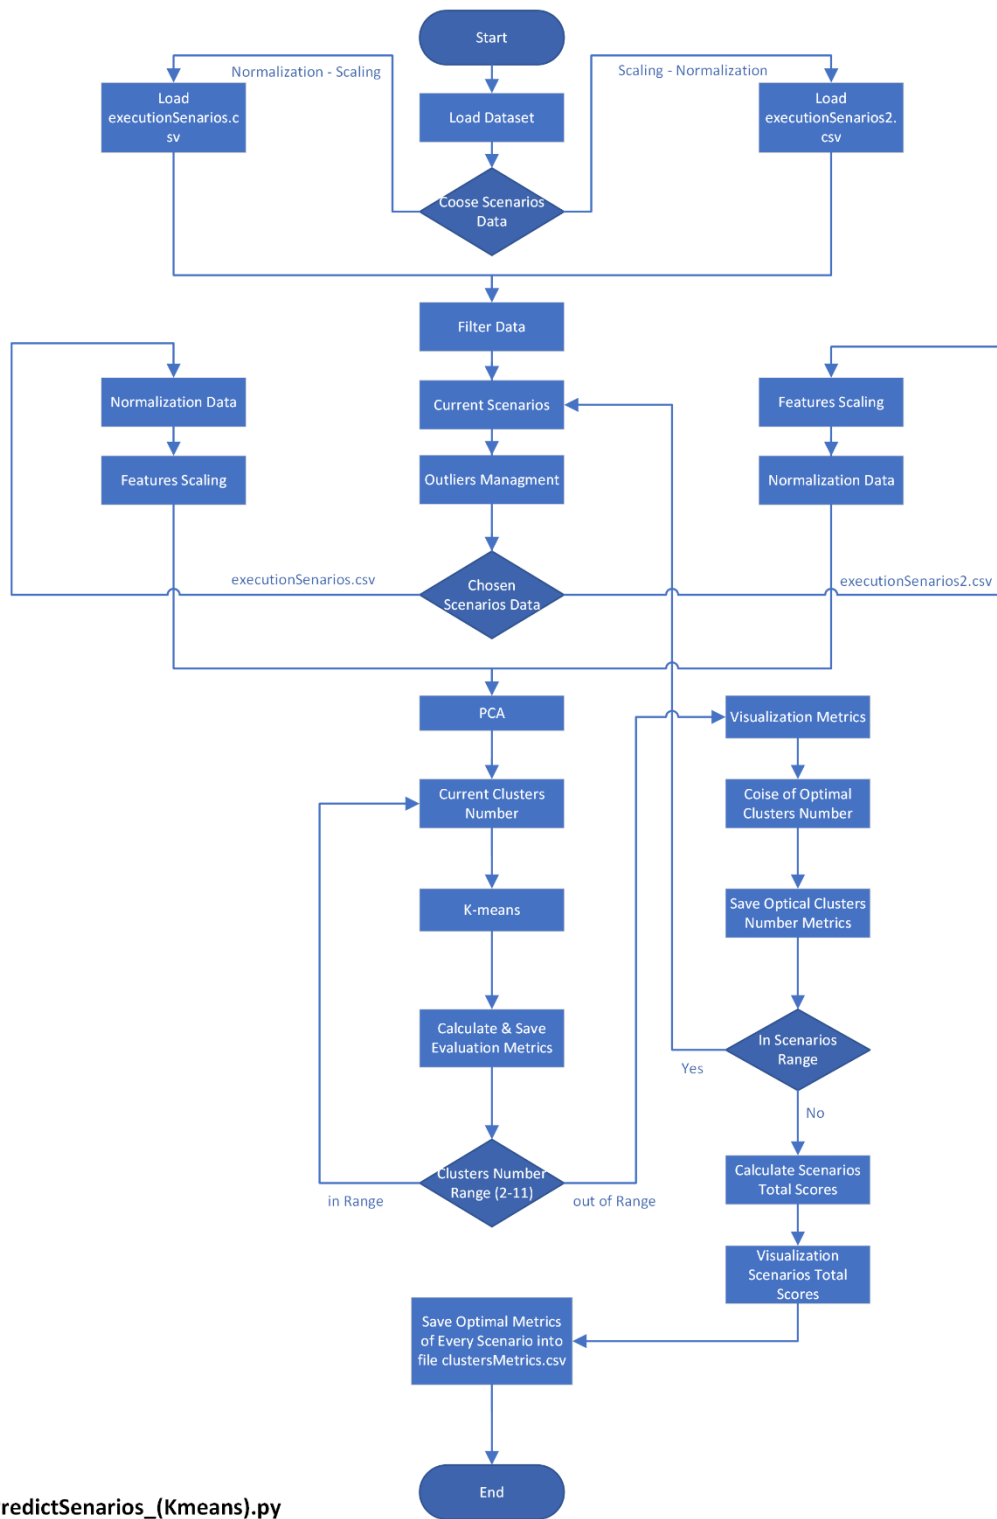 Start
Normalization - Scaling
Scaling - Normalization
Load
executionSenarios.c
sv
Load Dataset
Load
executionSenarios2.
csv
Coose Scenarios
Data
Filter Data
Normalization Data
Current Scenarios
Features Scaling
Features Scaling
Outliers Managment
Normalization Data
executionSenarios.csv
Chosen
Scenarios Data
executionSenarios2.csv
PCA
Visualization Metrics
Current Clusters
Number
Coise of Optimal
Clusters Number
K-means
Save Optical Clusters
Number Metrics
Calculate & Save
Evaluation Metrics
In Scenarios
Range
Yes
No
Clusters Number
Range (2-11)
in Range
out of Range
Calculate Scenarios
Total Scores
Visualization
Scenarios Total
Scores
Save Optimal Metrics
of Every Scenario into
file clustersMetrics.csv
End
redictSenarios_(Kmeans).py